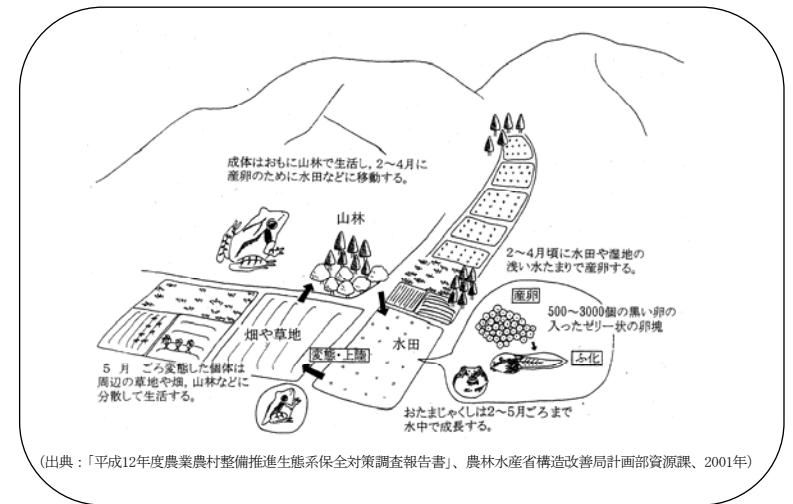 成体はおもに山林で生活し,2～4月に
産卵のために水田などに移動する。
山林
2～4月頃に水田や湿地の
浅い水たまりで産卵する。
産卵
500～3000個の黒い卵の
入ったゼリー状の卵塊
ふ化
畑や草地
変態・上陸
水田
5 月 ごろ変態した個体は
周辺の草地や畑,山林などに
分散して生活する。
おたまじゃくしは2～5月ごろまで
水中で成長する。
(出典：「平成12年度農業農村整備推進生態系保全対策調査報告書」、農林水産省構造改善局計画部資源課、2001年)